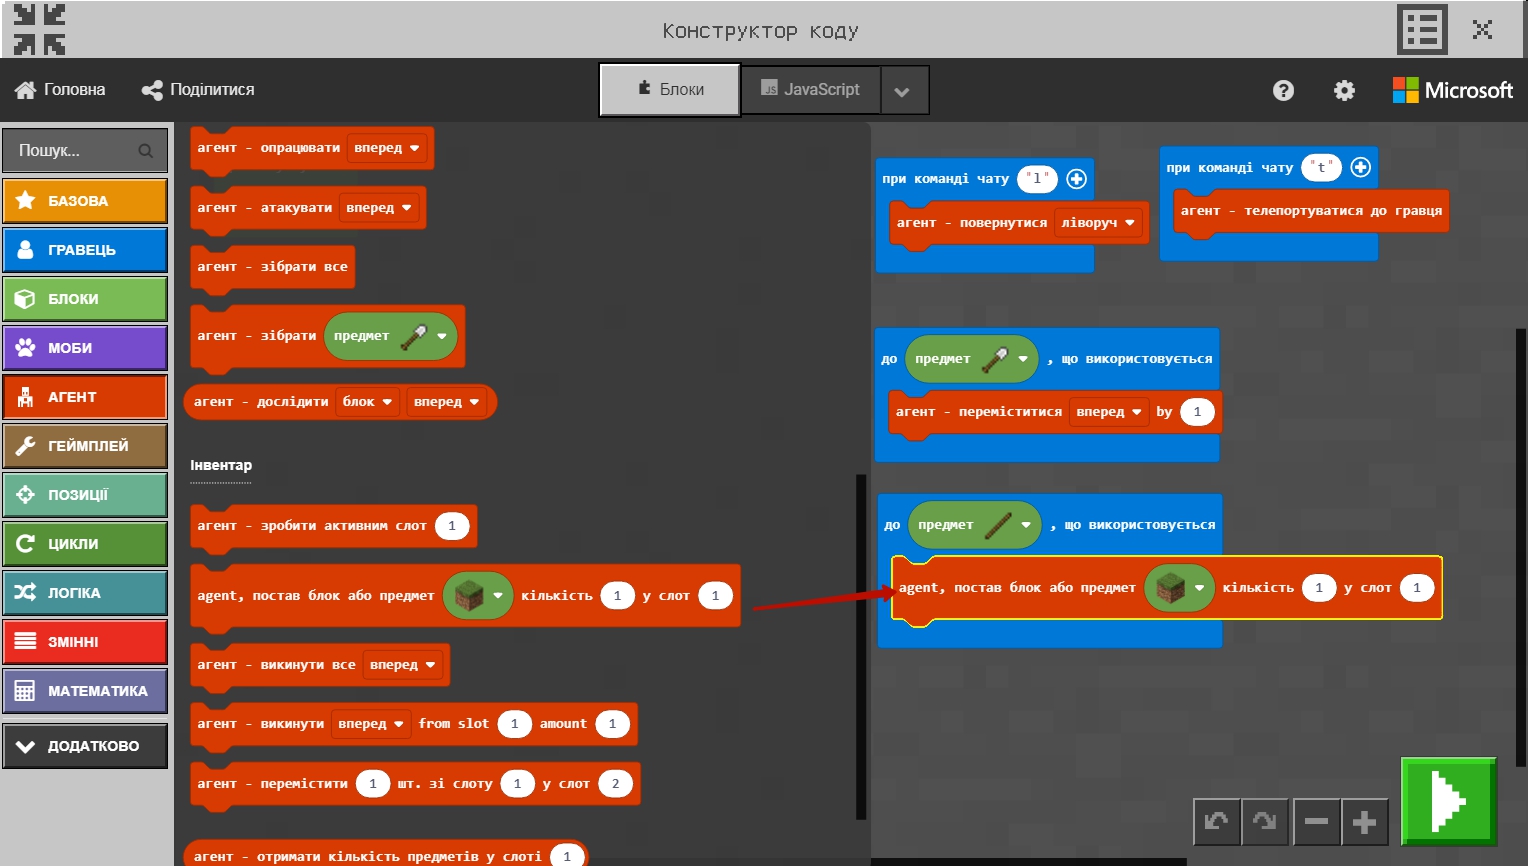 Конструктор коду
Головна
Поділитися
Блоки
JS JavaScript
Microsoft
Пошук...
БАЗОВА
ГРАВЕЦЬ
БЛОКИ
МОБИ
АГЕНТ
ГЕЙМПЛЕЙ
ПОЗИЦІЇ
ЦИКЛИ
ЛОГІКА
ЗМІННІ
МАТЕМАТИКА
ДОДАТКОВО
агент - опрацювати вперед
агент - атакувати вперед
агент - зібрати все
агент - зібрати предмет
агент - дослідити блок вперед
Інвентар
агент - зробити активним слот 1
agent, постав блок або предмет кількість 1 у слот 1
агент - викинути все вперед
агент - викинути вперед from slot 1 amount 1
агент - перемістити 1 шт. зі слоту 1 у слот 2
агент - отримати кількість предметів у слоті 1
при команді чату "l"
агент - повернутися ліворуч
при команді чату "t"
агент - телепортуватися до гравця
до предмет , що використовується
агент - переміститися вперед by 1
до предмет , що використовується
agent, постав блок або предмет кількість 1 у слот 1